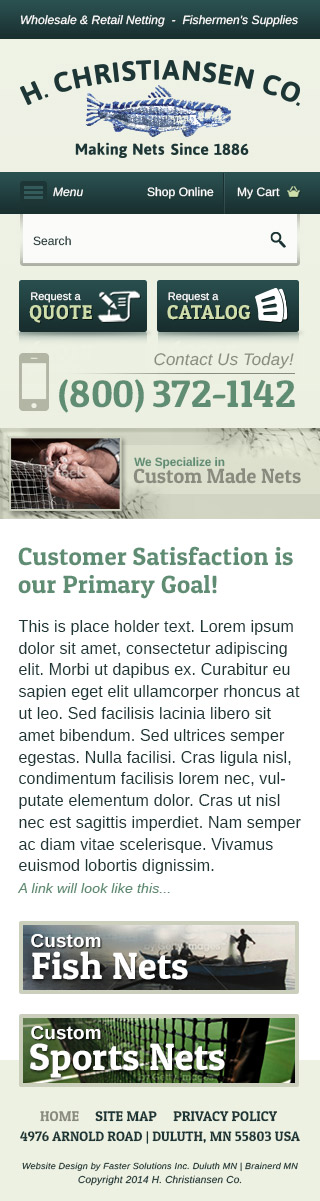 Wholesale & Retail Netting - Fishermen's Supplies
H. CHRISTIANSEN CO.
Making Nets Since 1886
Menu Shop Online My Cart
Search
Request a
QUOTE
Request a
CATALOG
Contact Us Today!
(800) 372-1142
We Specialize in
Custom Made Nets
Customer Satisfaction is
our Primary Goal!
This is place holder text. Lorem ipsum
dolor sit amet, consectetur adipiscing
elit. Morbi ut dapibus ex. Curabitur eu
sapien eget elit ullamcorper rhoncus at
ut leo. Sed facilisis lacinia libero sit
amet bibendum. Sed ultrices semper
egestas. Nulla facilisi. Cras ligula nisl,
condimentum facilisis lorem nec, vul-
putate elementum dolor. Cras ut nisl
nec est sagittis imperdiet. Nam semper
ac diam vitae scelerisque. Vivamus
euismod lobortis dignissim.
A link will look like this...
Custom
Fish Nets
Custom
Sports Nets
HOME SITE MAP PRIVACY POLICY
4976 ARNOLD ROAD | DULUTH, MN 55803 USA
Website Design by Faster Solutions Inc. Duluth MN | Brainerd MN
Copyright 2014 H. Christiansen Co.